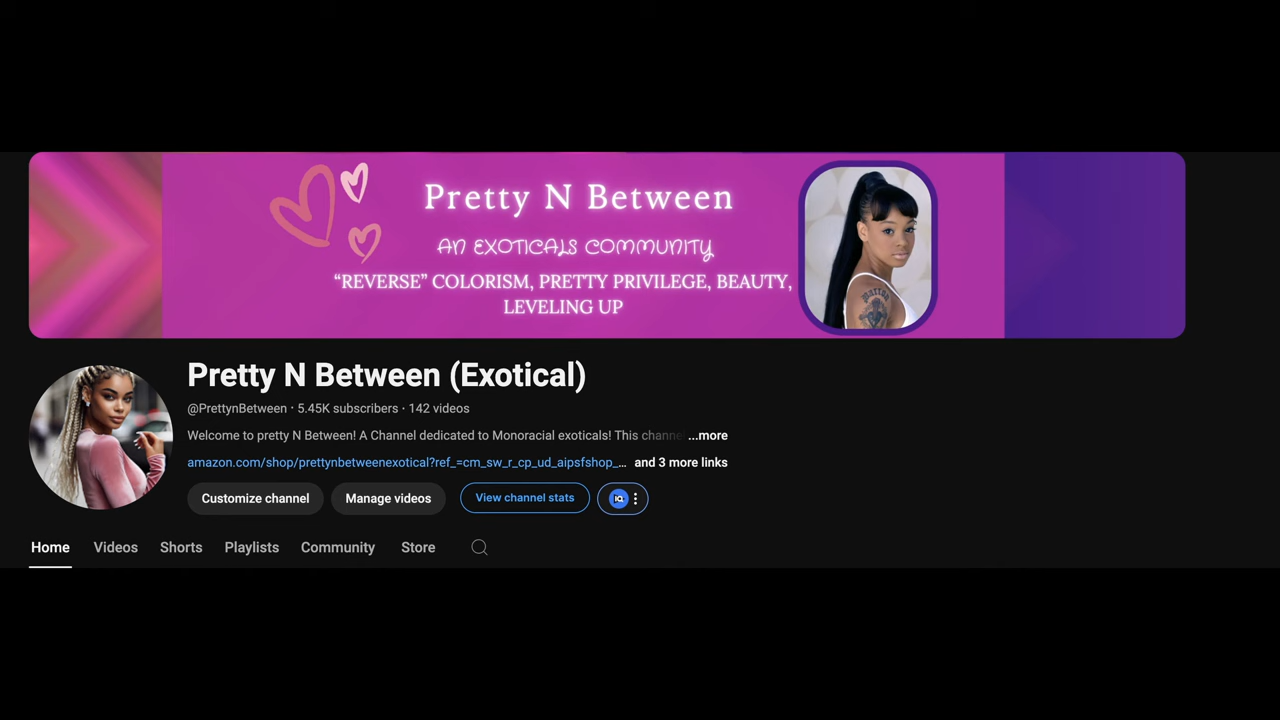 Pretty N Between
AN EXOTICALS COMMUNITY
“REVERSE” COLORISM, PRETTY PRIVILEGE, BEAUTY,
LEVELING UP
Pretty N Between (Exotical)
@PrettynBetween · 5.45K subscribers · 142 videos
Welcome to pretty N Between! A Channel dedicated to Monoracial exoticals! This channe ...more
amazon.com/shop/prettynbetweenexotical?ref_=cm_sw_r_cp_ud_aipsfshop_... and 3 more links
Customize channel Manage videos View channel stats
Home Videos Shorts Playlists Community Store